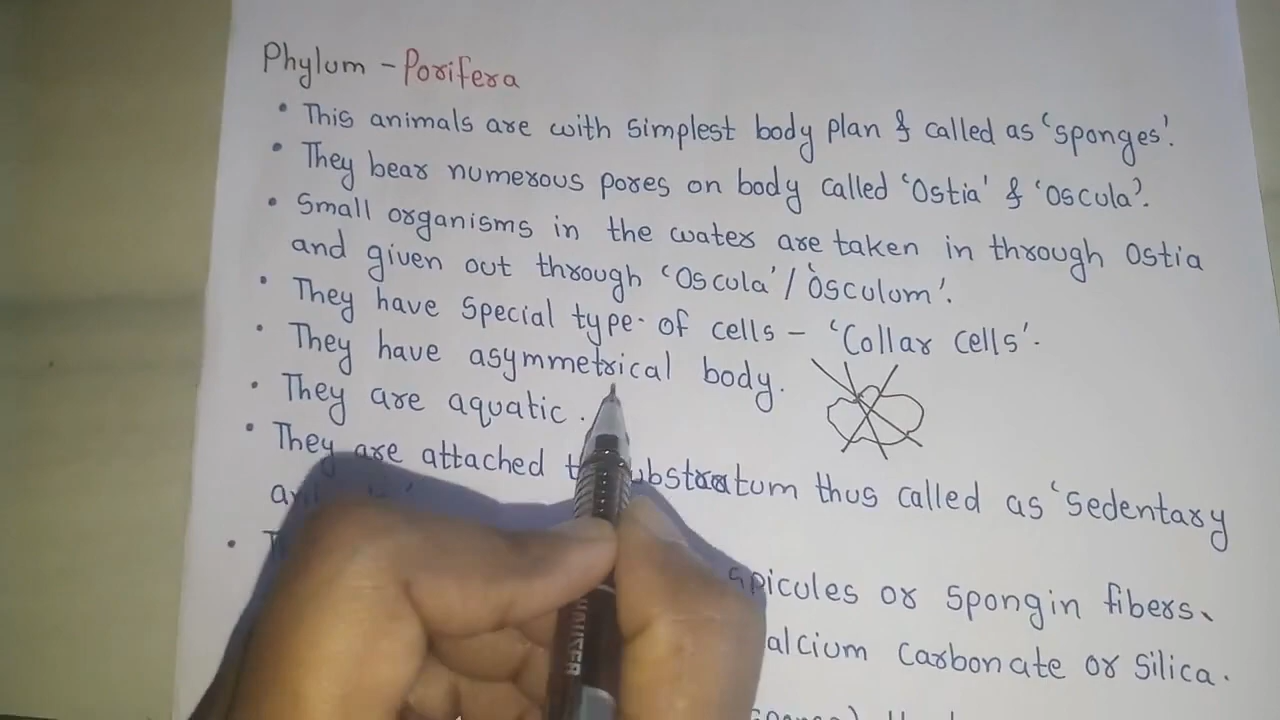 Phylum - Porifera
• This animals are with simplest body plan & called as 'sponges'.
• They bear numerous pores on body called 'Ostia' & 'Oscula'.
• Small organisms in the water are taken in through Ostia
and given out through 'Oscula' / 'Osculum'.
• They have special type of cells - 'Collar cells'.
• They have asymmetrical body.
• They are aquatic.
• They are attached substratum thus called as 'Sedentary
spicules or spongin fibers.
Calcium Carbonate or Silica.